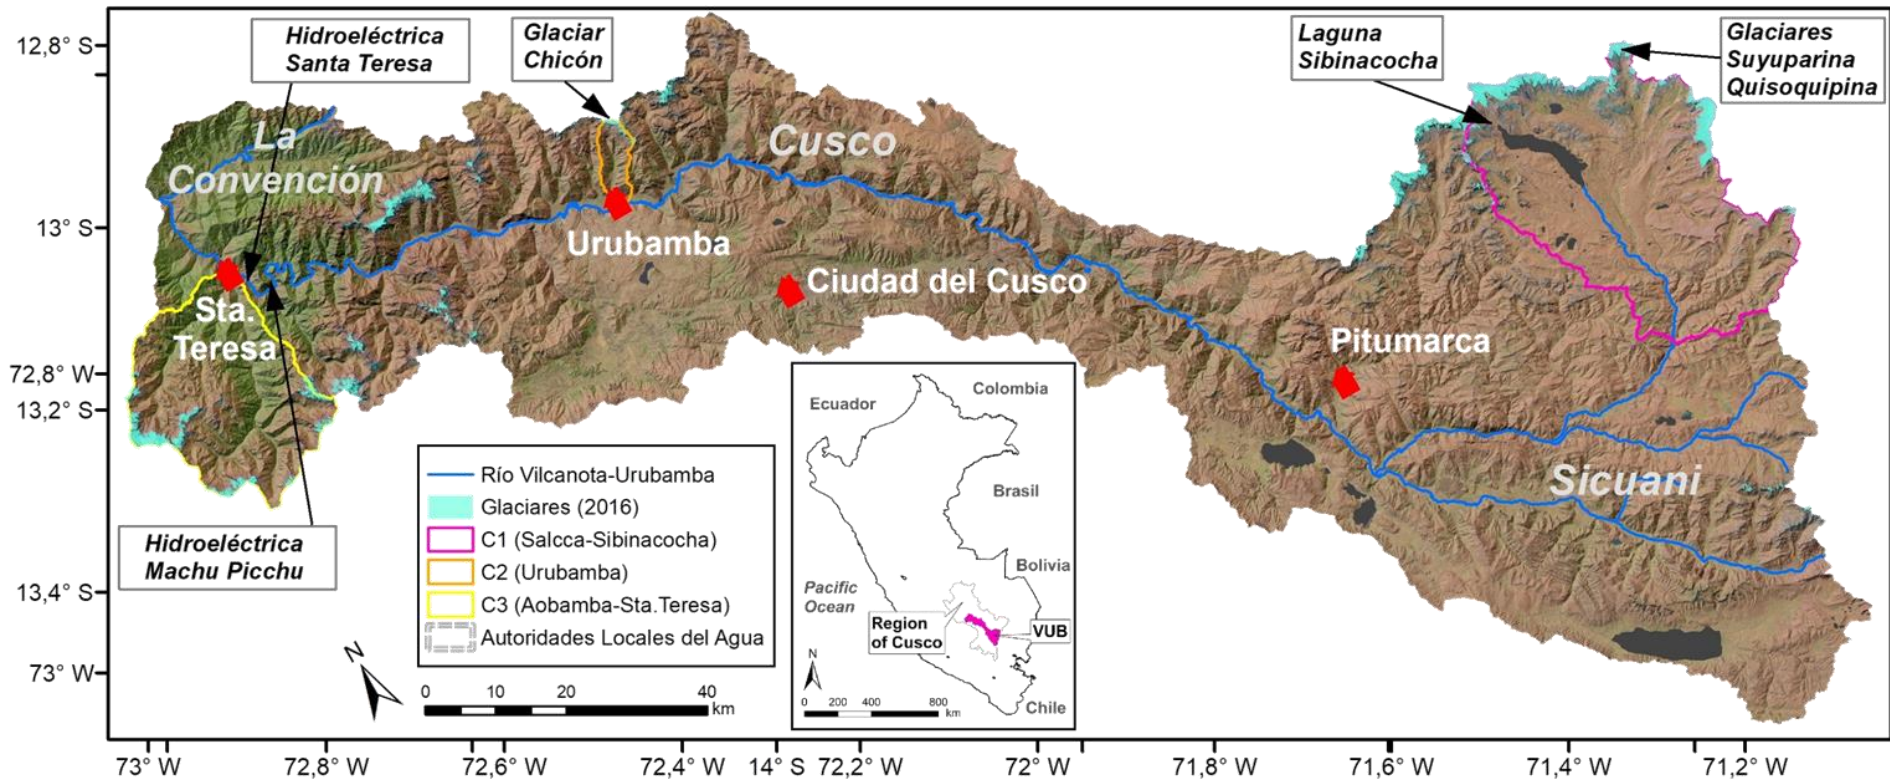 Hidroeléctrica
Santa Teresa
Glaciar
Chicón
Laguna
Sibinacocha
Glaciares
Suyuparina
Quisoquipina
12,8° S
13° S
72,8° W
13,2° S
13,4° S
73° W
La
Convención
Cusco
Urubamba
Ciudad del Cusco
Sta.
Teresa
Pitumarca
Sicuani
Hidroeléctrica
Machu Picchu
Río Vilcanota-Urubamba
Glaciares (2016)
C1 (Salcca-Sibinacocha)
C2 (Urubamba)
C3 (Aobamba-Sta.Teresa)
Autoridades Locales del Agua
N
0 10 20 40
km
Ecuador
Colombia
Brasil
Bolivia
Pacific
Ocean
Region
of Cusco
VUB
Chile
N
0 200 400 800
km
73° W 72,8° W 72,6° W 72,4° W 14° S 72,2° W 72° W 71,8° W 71,6° W 71,4° W 71,2° W